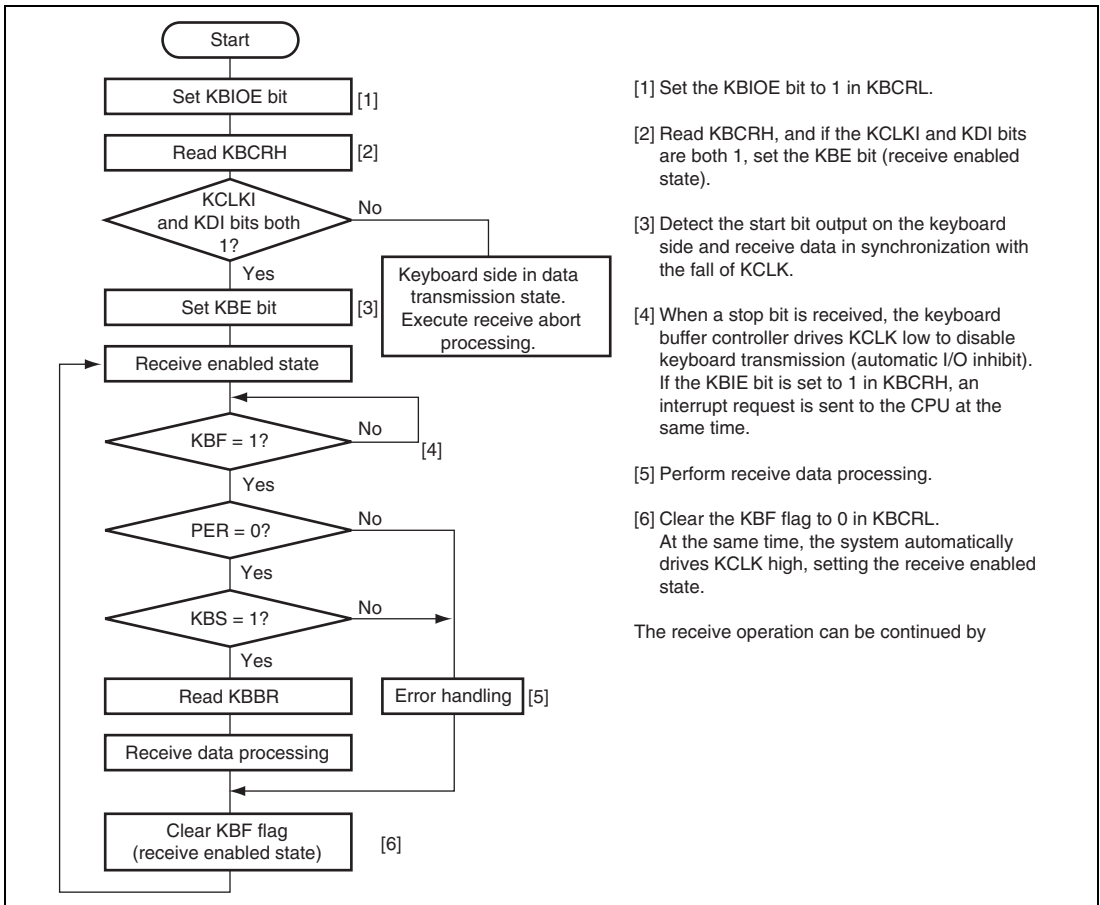 Start
Set KBIOE bit
[1]
Read KBCRH
[2]
KCLKI
and KDI bits both
1?
No
Yes
Keyboard side in data
transmission state.
Execute receive abort
processing.
Set KBE bit
[3]
Receive enabled state
KBF = 1?
No
[4]
Yes
PER = 0?
No
Yes
KBS = 1?
No
Yes
Read KBBR
Error handling
[5]
Receive data processing
Clear KBF flag
(receive enabled state)
[6]
[1] Set the KBIOE bit to 1 in KBCRL.
[2] Read KBCRH, and if the KCLKI and KDI bits
are both 1, set the KBE bit (receive enabled
state).
[3] Detect the start bit output on the keyboard
side and receive data in synchronization with
the fall of KCLK.
[4] When a stop bit is received, the keyboard
buffer controller drives KCLK low to disable
keyboard transmission (automatic I/O inhibit).
If the KBIE bit is set to 1 in KBCRH, an
interrupt request is sent to the CPU at the
same time.
[5] Perform receive data processing.
[6] Clear the KBF flag to 0 in KBCRL.
At the same time, the system automatically
drives KCLK high, setting the receive enabled
state.
The receive operation can be continued by